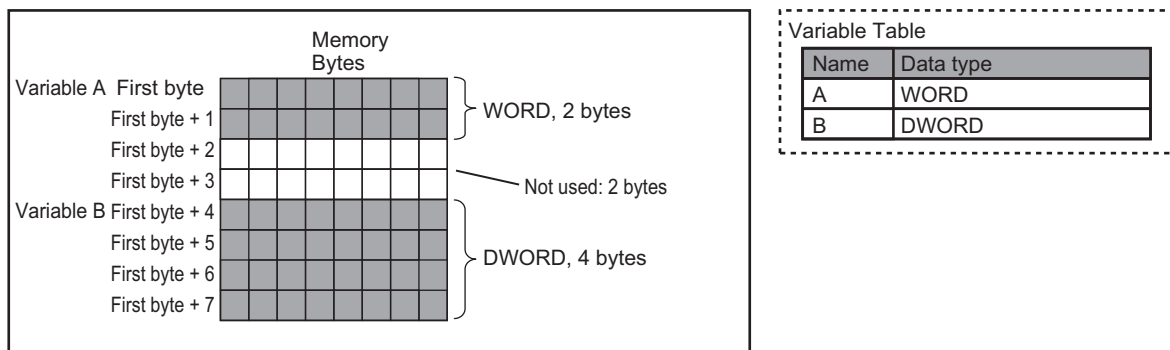 Memory
Bytes
Variable A First byte
First byte + 1
WORD, 2 bytes
First byte + 2
First byte + 3
Not used: 2 bytes
Variable B First byte + 4
First byte + 5
First byte + 6
DWORD, 4 bytes
First byte + 7
Variable Table
Name Data type
A WORD
B DWORD